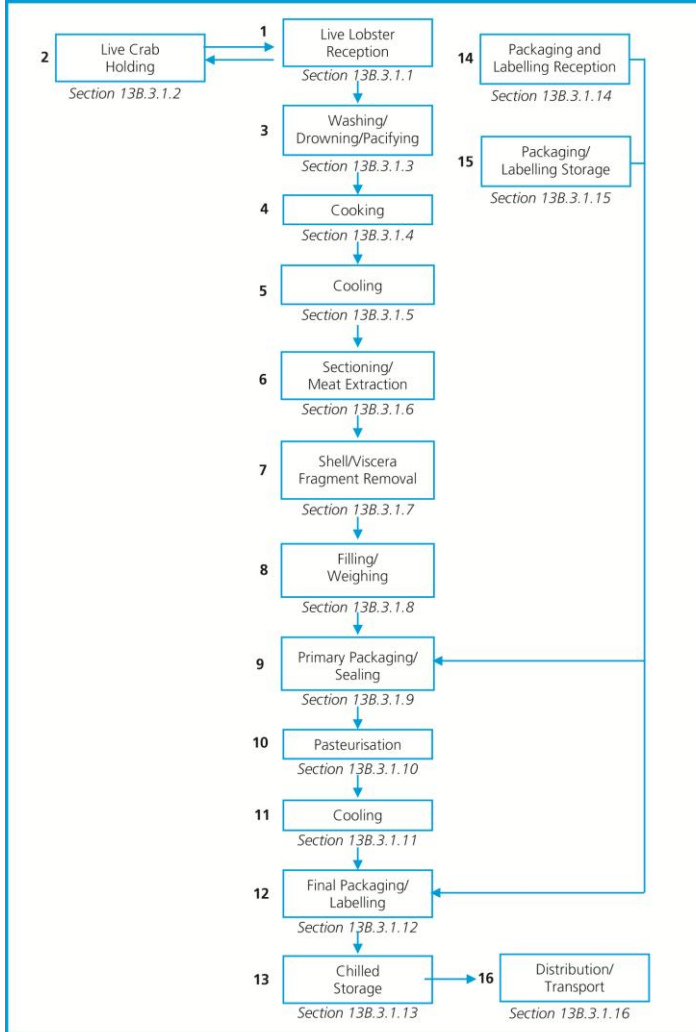 1
Live Lobster
Reception
Section 13B.3.1.1
2
Live Crab
Holding
Section 13B.3.1.2
3
Washing/
Drowning/Pacifying
Section 13B.3.1.3
4
Cooking
Section 13B.3.1.4
5
Cooling
Section 13B.3.1.5
6
Sectioning/
Meat Extraction
Section 13B.3.1.6
7
Shell/Viscera
Fragment Removal
Section 13B.3.1.7
8
Filling/
Weighing
Section 13B.3.1.8
9
Primary Packaging/
Sealing
Section 13B.3.1.9
10
Pasteurisation
Section 13B.3.1.10
11
Cooling
Section 13B.3.1.11
12
Final Packaging/
Labelling
Section 13B.3.1.12
13
Chilled
Storage
Section 13B.3.1.13
14
Packaging and
Labelling Reception
Section 13B.3.1.14
15
Packaging/
Labelling Storage
Section 13B.3.1.15
16
Distribution/
Transport
Section 13B.3.1.16